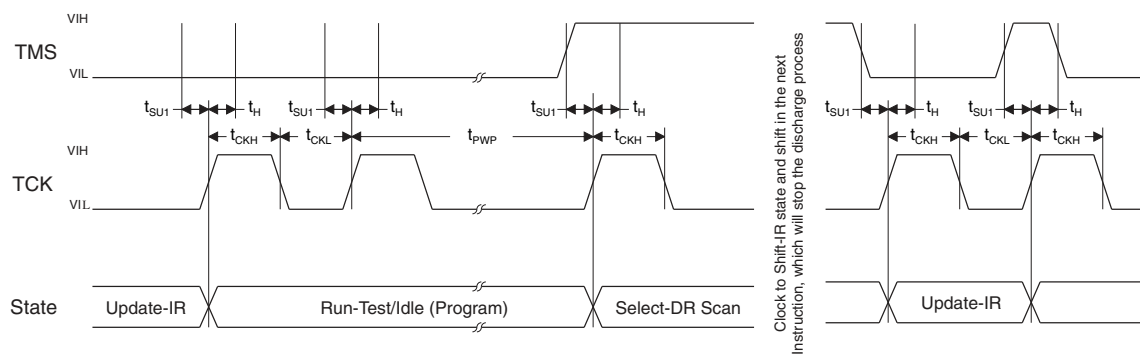 VIH
TMS
VIL
tSU1 tH tSU1 tH tSU1 tH tSU1 tH tSU1 tH
tCKH tCKL tPWP tCKH tCKH tCKL tCKH
VIH
TCK
VIL
State
Update-IR
Run-Test/Idle (Program)
Select-DR Scan
Clock to Shift-IR state and shift in the next
Instruction, which will stop the discharge process
Update-IR